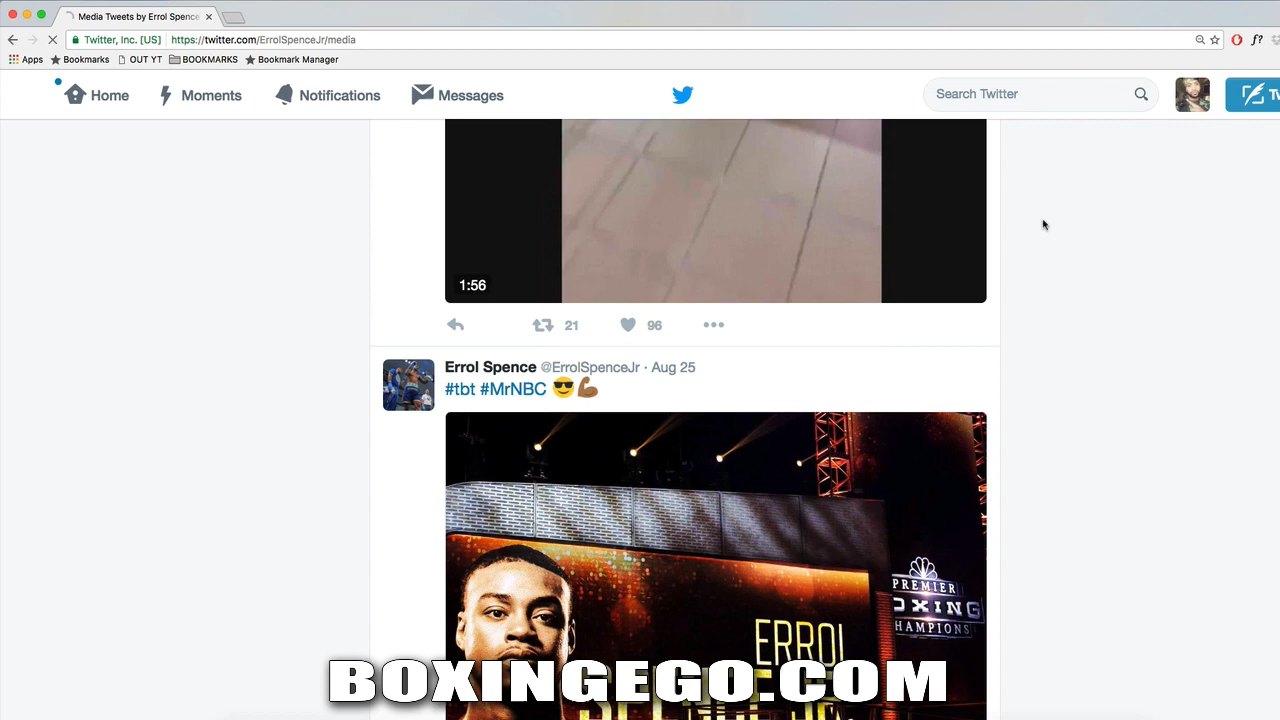 Media Tweets by Errol Spence
Twitter, Inc. [US] https://twitter.com/ErrolSpenceJr/media
Apps Bookmarks OUT YT BOOKMARKS Bookmark Manager
Home Moments Notifications Messages Search Twitter Tw
1:56
21 96
Errol Spence @ErrolSpenceJr · Aug 25
#tbt #MrNBC 😎💪🏾
PREMIER
BOXING
CHAMPIONS
ERROL
BOXINGEGO.COM